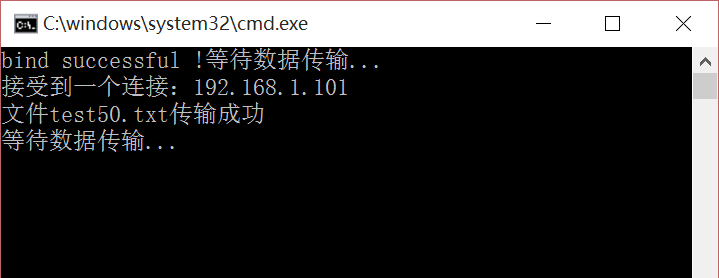 C:\windows\system32\cmd.exe
bind successful !等待数据传输...
接受到一个连接：192.168.1.101
文件test50.txt传输成功
等待数据传输...